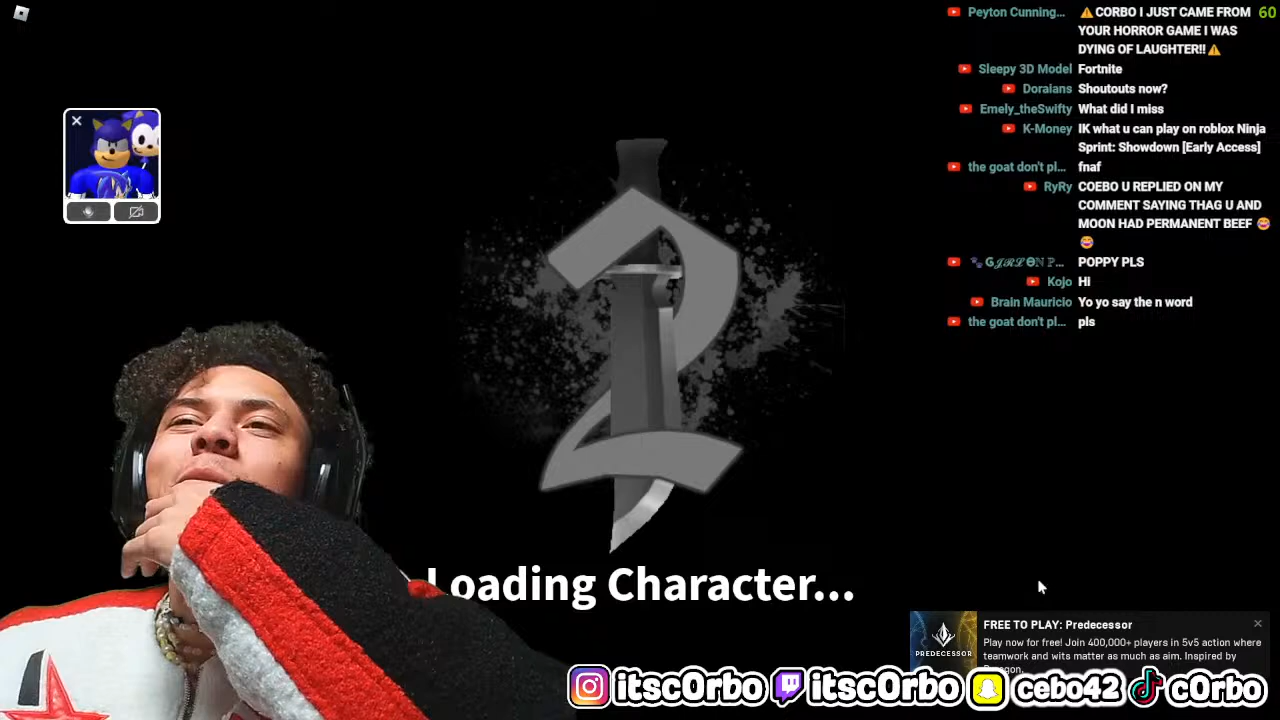 Peyton Cunning... ⚠️CORBO I JUST CAME FROM 60
YOUR HORROR GAME I WAS
DYING OF LAUGHTER!!⚠️
Sleepy 3D Model Fortnite
Doraians Shoutouts now?
Emely_theSwifty What did I miss
K-Money IK what u can play on roblox Ninja
Sprint: Showdown [Early Access]
the goat don't pl... fnaf
RyRy COEBO U REPLIED ON MY
COMMENT SAYING THAG U AND
MOON HAD PERMANENT BEEF 😂
😂
POPPY PLS
Kojo HI
Brain Mauricio Yo yo say the n word
the goat don't pl... pls
2
Loading Character...
FREE TO PLAY: Predecessor
Play now for free! Join 400,000+ players in 5v5 action where
teamwork and wits matter as much as aim. Inspired by
PREDECESSOR
itsc0rbo itsc0rbo cebo42 c0rbo